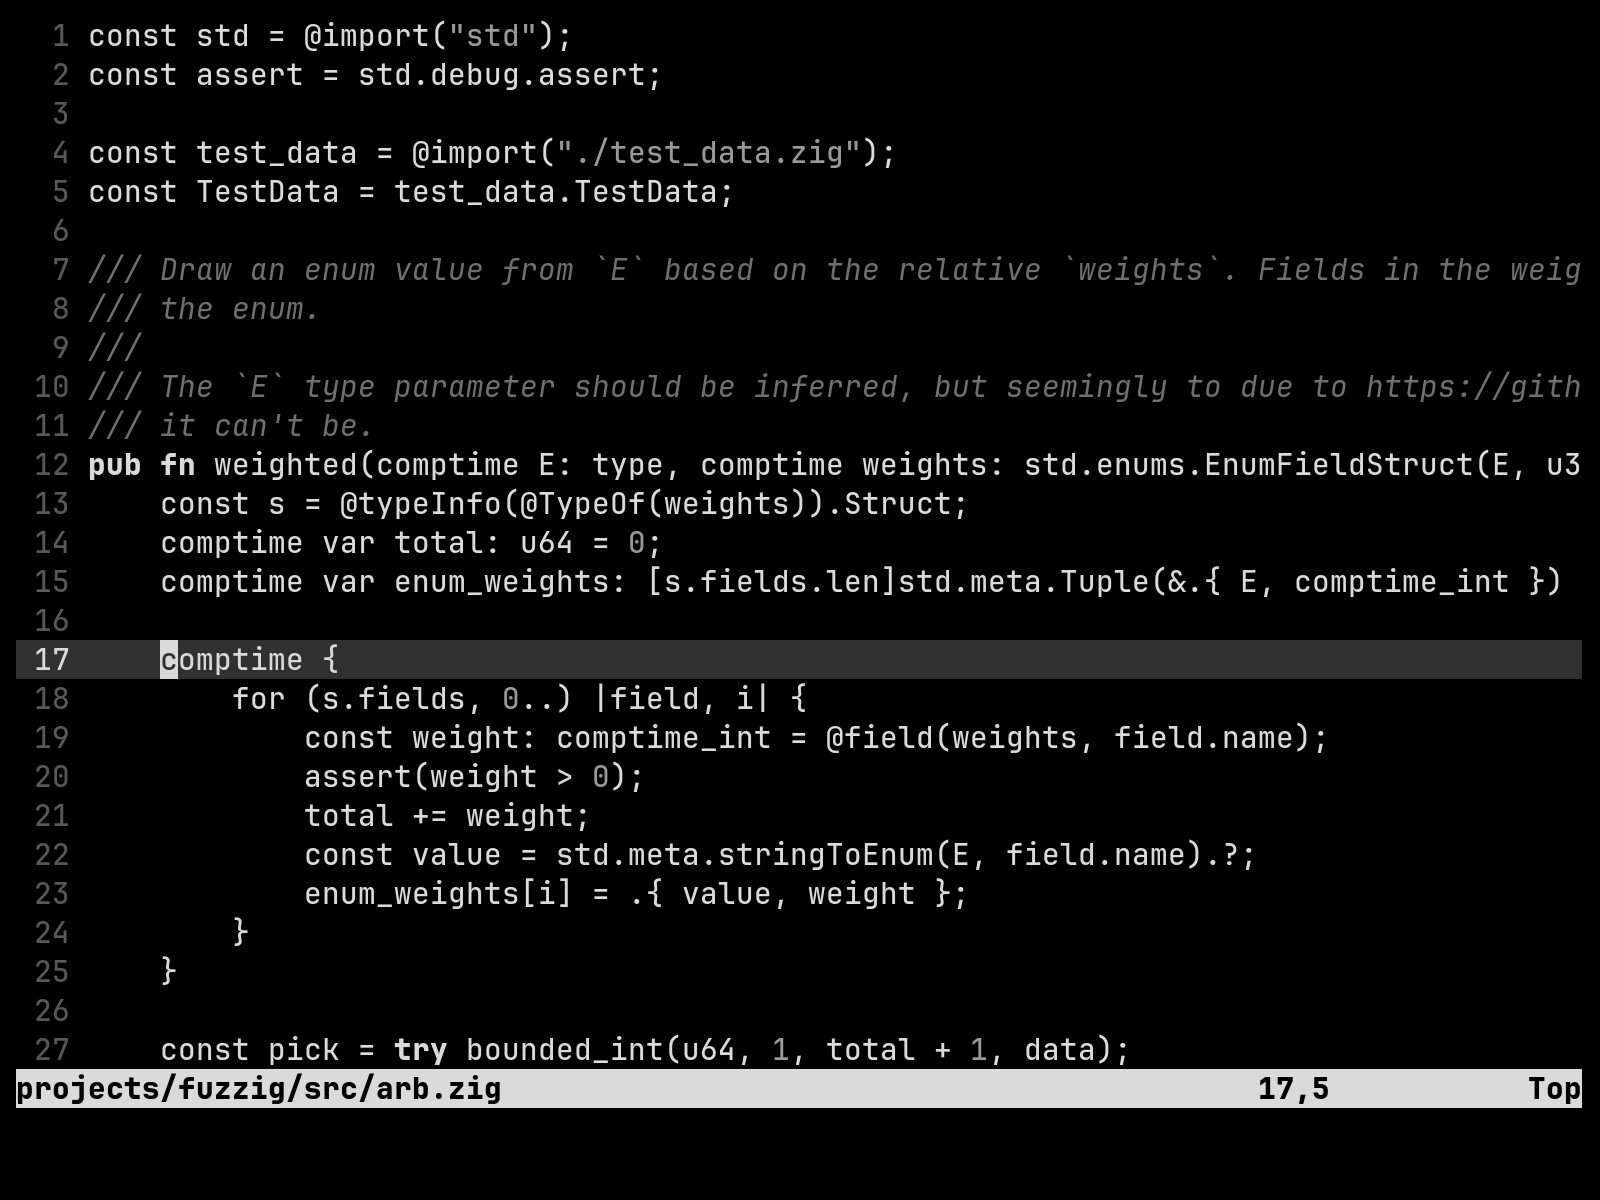 1 const std = @import("std");
2 const assert = std.debug.assert;
3
4 const test_data = @import("./test_data.zig");
5 const TestData = test_data.TestData;
6
7 /// Draw an enum value from `E` based on the relative `weights`. Fields in the weig
8 /// the enum.
9 ///
10 /// The `E` type parameter should be inferred, but seemingly to due to https://gith
11 /// it can't be.
12 pub fn weighted(comptime E: type, comptime weights: std.enums.EnumFieldStruct(E, u3
13     const s = @typeInfo(@TypeOf(weights)).Struct;
14     comptime var total: u64 = 0;
15     comptime var enum_weights: [s.fields.len]std.meta.Tuple(&.{ E, comptime_int })
16
17     comptime {
18         for (s.fields, 0..) |field, i| {
19             const weight: comptime_int = @field(weights, field.name);
20             assert(weight > 0);
21             total += weight;
22             const value = std.meta.stringToEnum(E, field.name).?;
23             enum_weights[i] = .{ value, weight };
24         }
25     }
26
27     const pick = try bounded_int(u64, 1, total + 1, data);
projects/fuzzig/src/arb.zig 17,5 Top